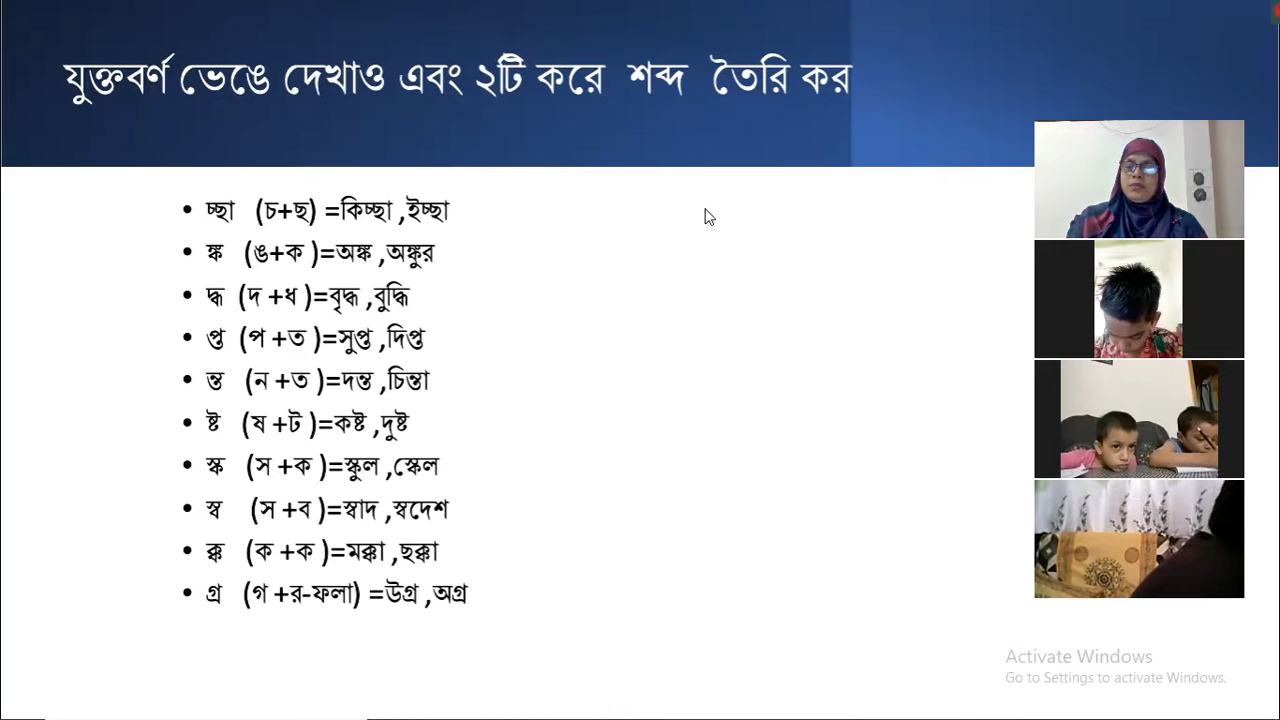 যুক্তবর্ণ ভেঙে দেখাও এবং ২টি করে শব্দ তৈরি কর
• চ্ছা (চ+ছ) =কিচ্ছা ,ইচ্ছা
• ঙ্ক (ঙ+ক )=অঙ্ক ,অঙ্কুর
• দ্ধ (দ +ধ )=বৃদ্ধ ,বুদ্ধি
• প্ত (প +ত )=সুপ্ত ,দিপ্ত
• ন্ত (ন +ত )=দন্ত ,চিন্তা
• ষ্ট (ষ +ট )=কষ্ট ,দুষ্ট
• স্ক (স +ক )=স্কুল ,স্কেল
• স্ব (স +ব )=স্বাদ ,স্বদেশ
• ক্ক (ক +ক )=মক্কা ,ছক্কা
• গ্র (গ +র-ফলা) =উগ্র ,অগ্র
Activate Windows
Go to Settings to activate Windows.